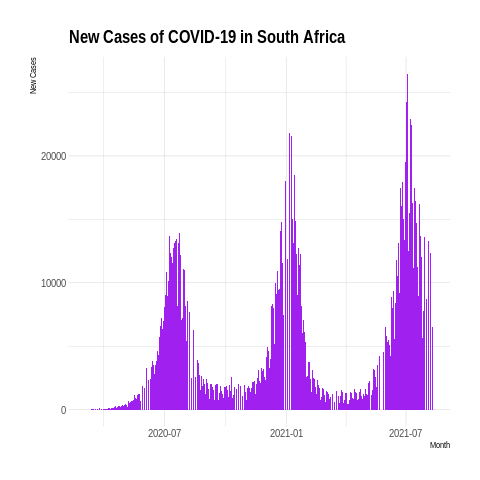 New Cases of COVID-19 in South Africa
New Cases
20000
10000
0
2020-07
2021-01
2021-07
Month